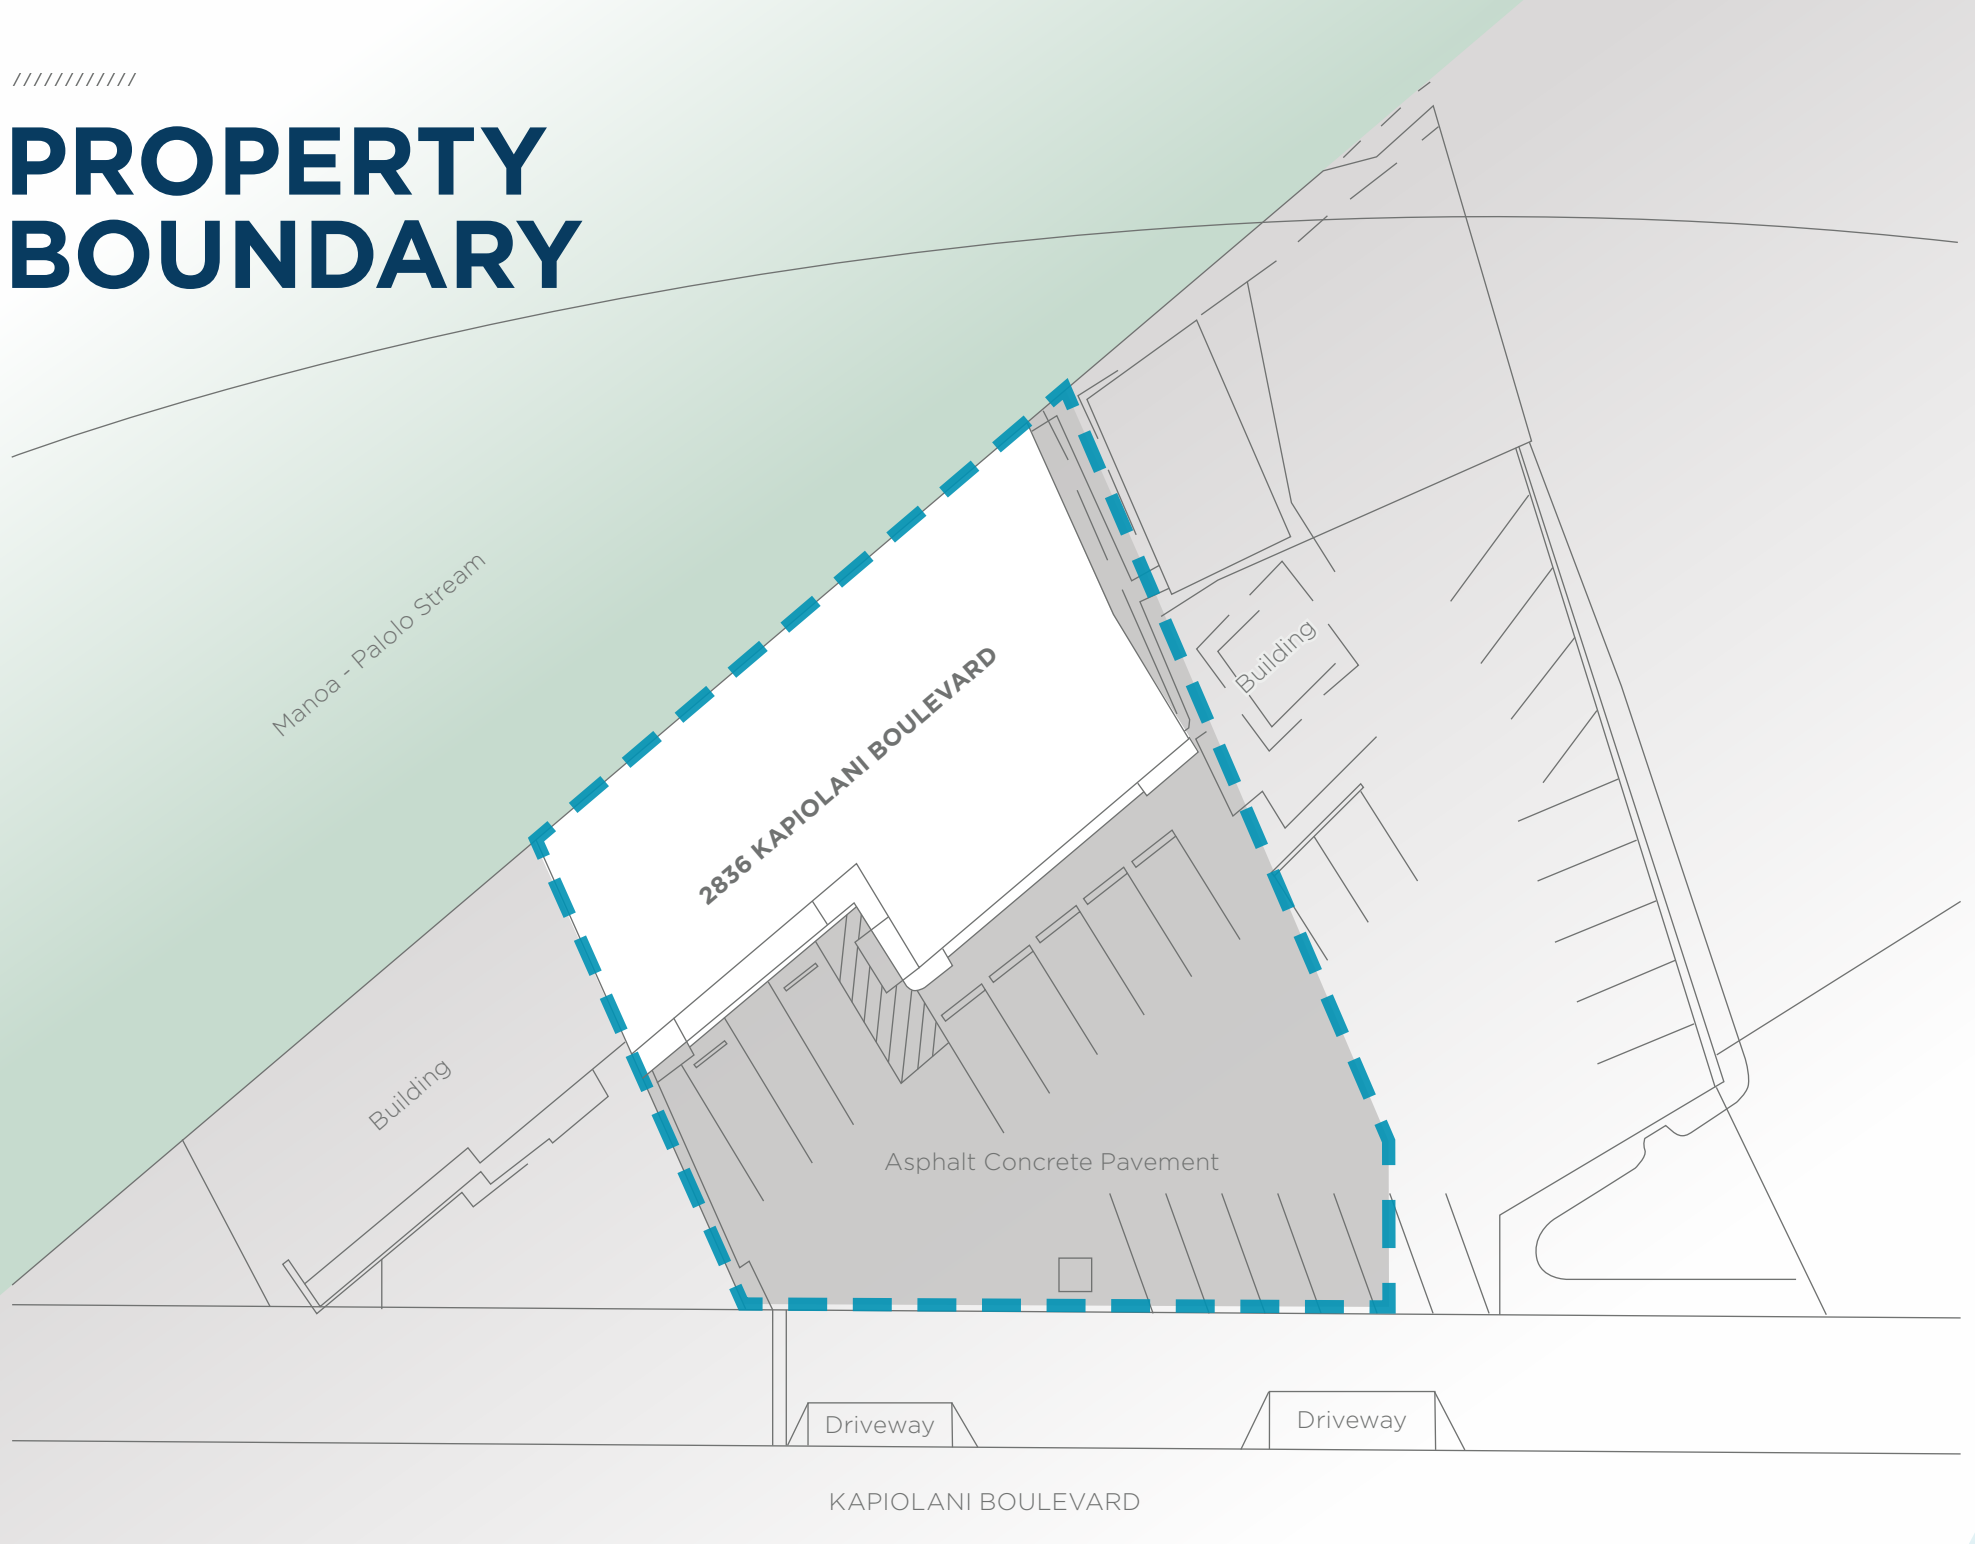 ////////////
PROPERTY
BOUNDARY
Manoa - Palolo Stream
2836 KAPIOLANI BOULEVARD
Building
Building
Asphalt Concrete Pavement
Driveway
Driveway
KAPIOLANI BOULEVARD